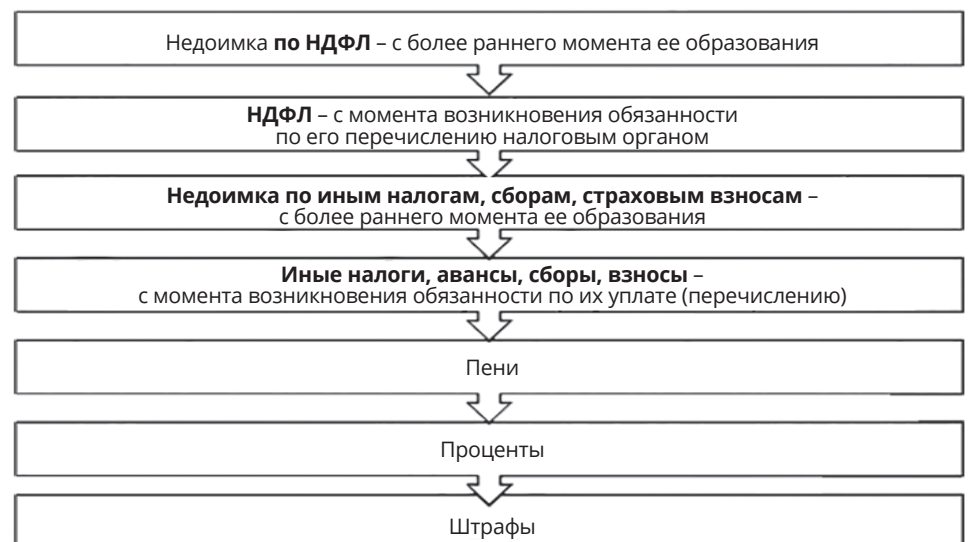 Недоимка по НДФЛ – с более раннего момента ее образования
НДФЛ – с момента возникновения обязанности
по его перечислению налоговым органом
Недоимка по иным налогам, сборам, страховым взносам –
с более раннего момента ее образования
Иные налоги, авансы, сборы, взносы –
с момента возникновения обязанности по их уплате (перечислению)
Пени
Проценты
Штрафы